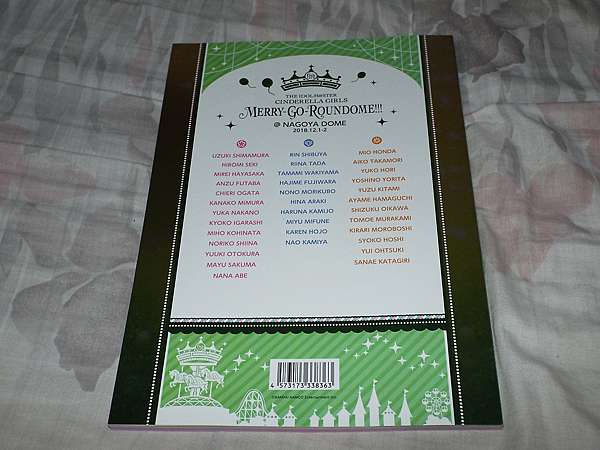 THE IDOLM@STER
CINDERELLA GIRLS
MERRY-GO-ROUNDOME!!!
@ NAGOYA DOME
2018.12.1-2
UZUKI SHIMAMURA
HIROMI SEKI
MIREI HAYASAKA
ANZU FUTABA
CHIERI OGATA
KANAKO MIMURA
YUKA NAKANO
KYOKO IGARASHI
MIHO KOHINATA
NORIKO SHIINA
YUUKI OTOKURA
MAYU SAKUMA
NANA ABE
RIN SHIBUYA
RIINA TADA
TAMAMI WAKIYAMA
HAJIME FUJIWARA
NONO MORIKUBO
HINA ARAKI
HARUNA KAMIJO
MIYU MIFUNE
KAREN HOJO
NAO KAMIYA
MIO HONDA
AIKO TAKAMORI
YUKO HORI
YOSHINO YORITA
YUZU KITAMI
AYAME HAMAGUCHI
SHIZUKU OIKAWA
TOMOE MURAKAMI
KIRARI MOROBOSHI
SYOKO HOSHI
YUI OHTSUKI
SANAE KATAGIRI
4 573173 338363
©BANDAI NAMCO Entertainment Inc.